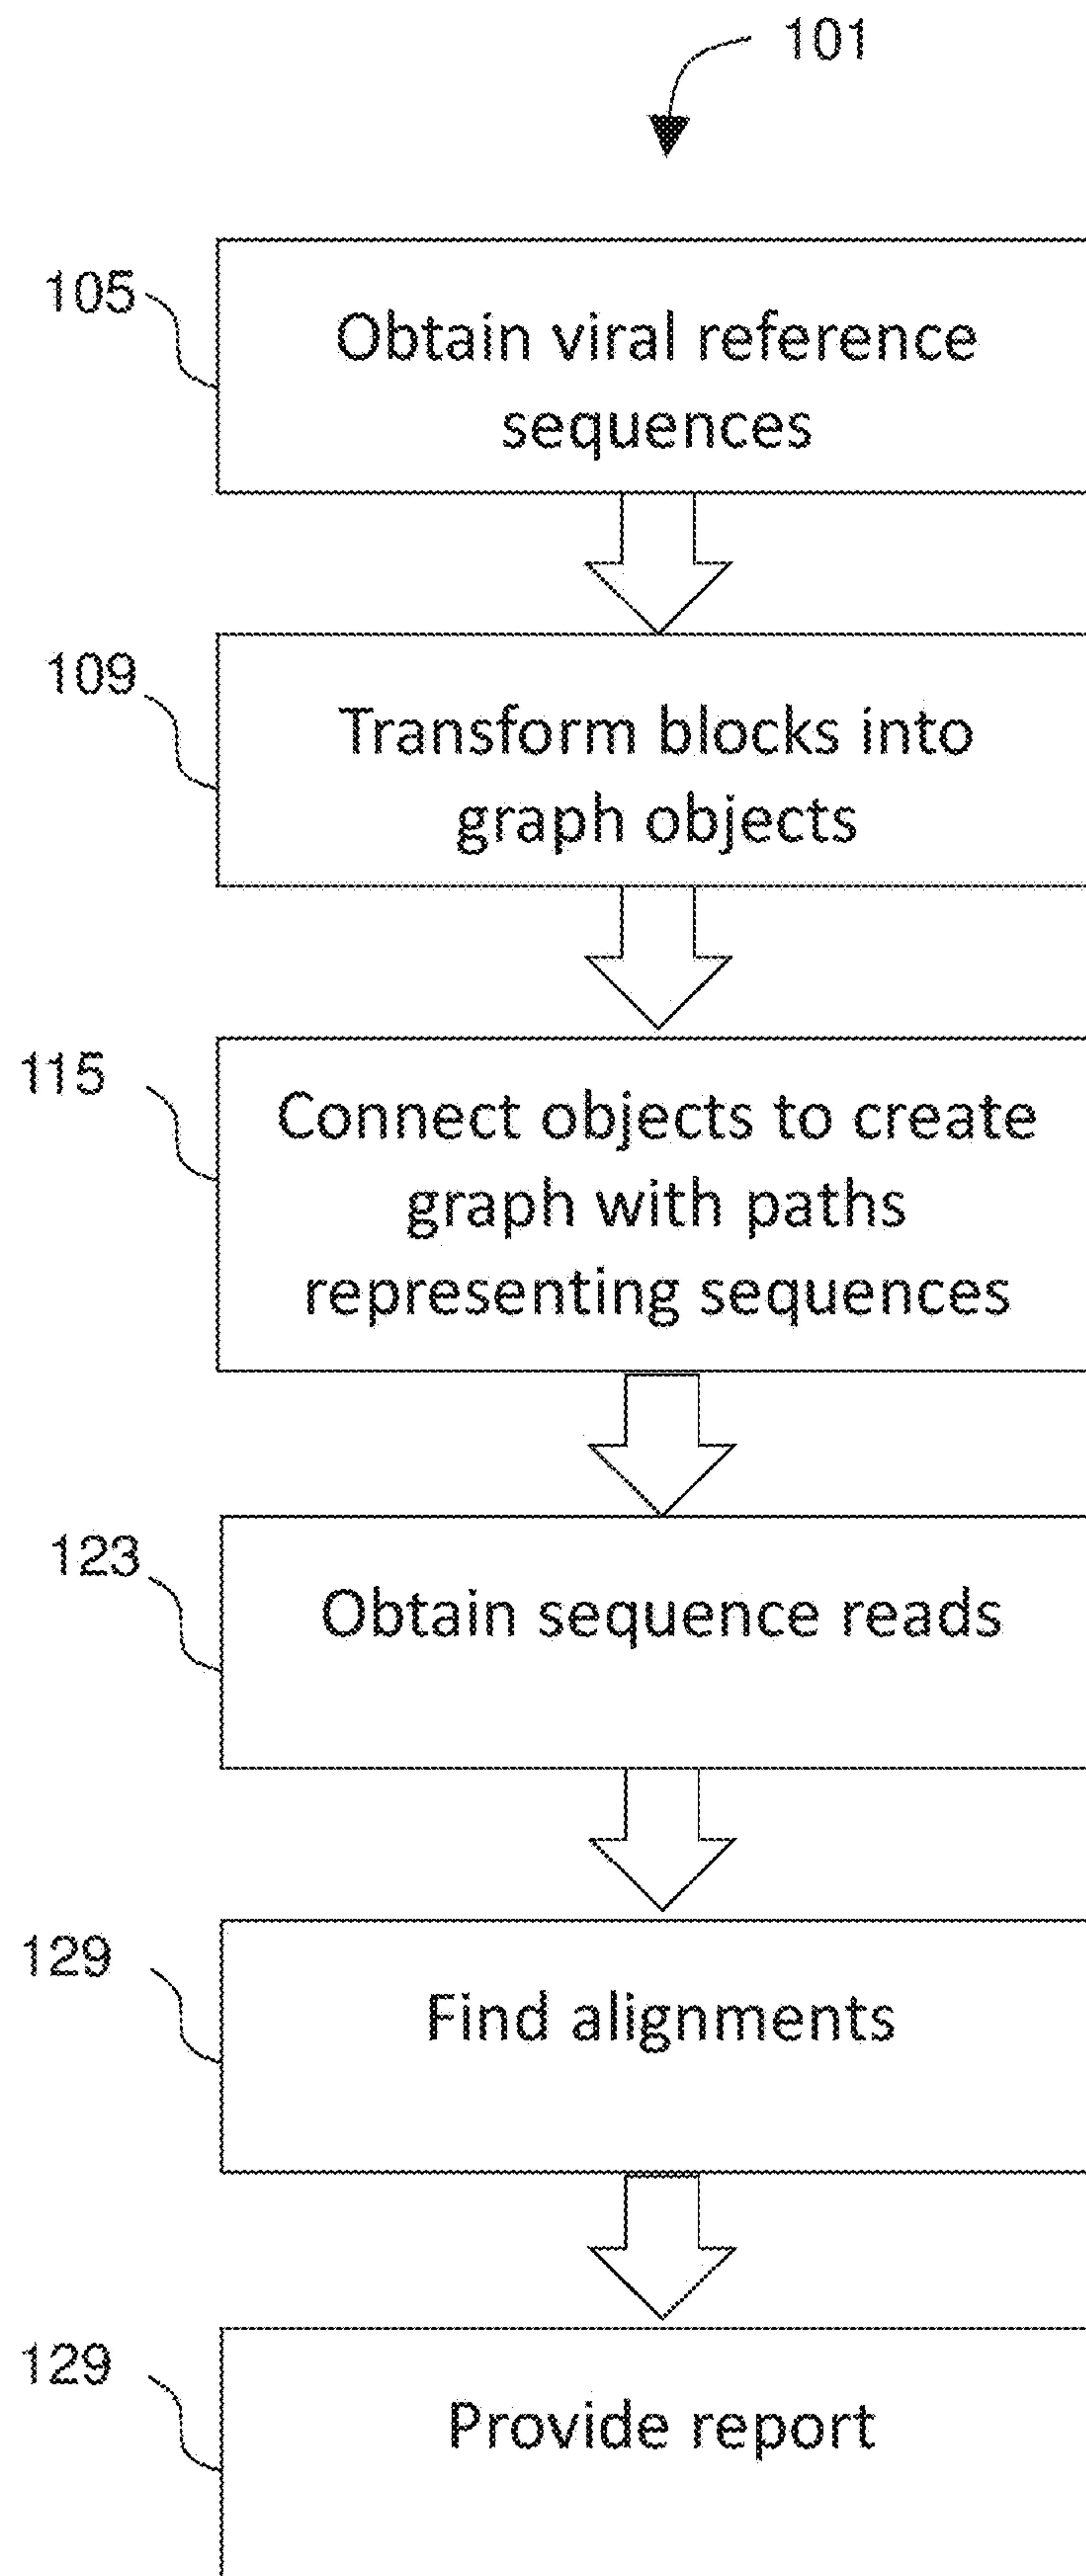 101
105
Obtain viral reference
sequences
109
Transform blocks into
graph objects
115
Connect objects to create
graph with paths
representing sequences
123
Obtain sequence reads
129
Find alignments
129
Provide report